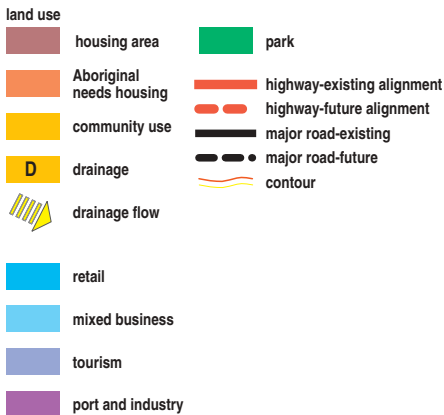 land use
housing area
Aboriginal
needs housing
community use
D drainage
drainage flow
retail
mixed business
tourism
port and industry
park
highway-existing alignment
highway-future alignment
major road-existing
major road-future
contour